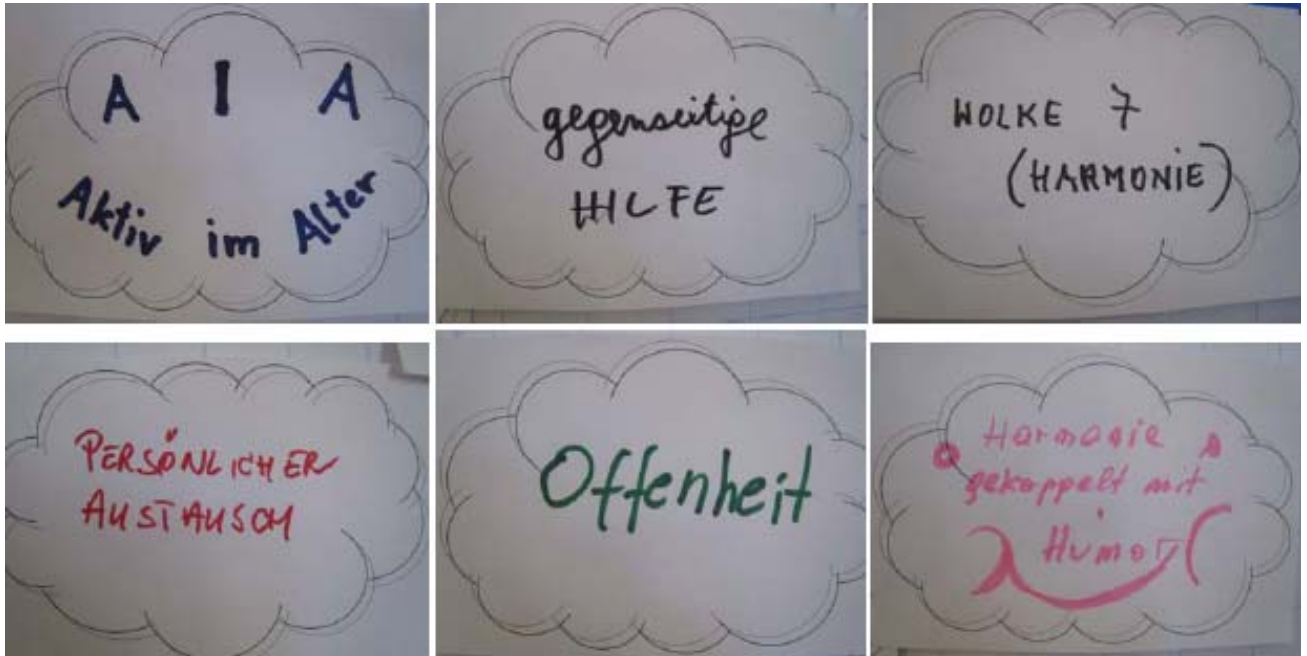 A I A
Aktiv im Alter
gegenseitige
HILFE
WOLKE 7
(HARMONIE)
PERSÖNLICHER
AUSTAUSCH
Offenheit
Harmonie
gekoppelt mit
Humor